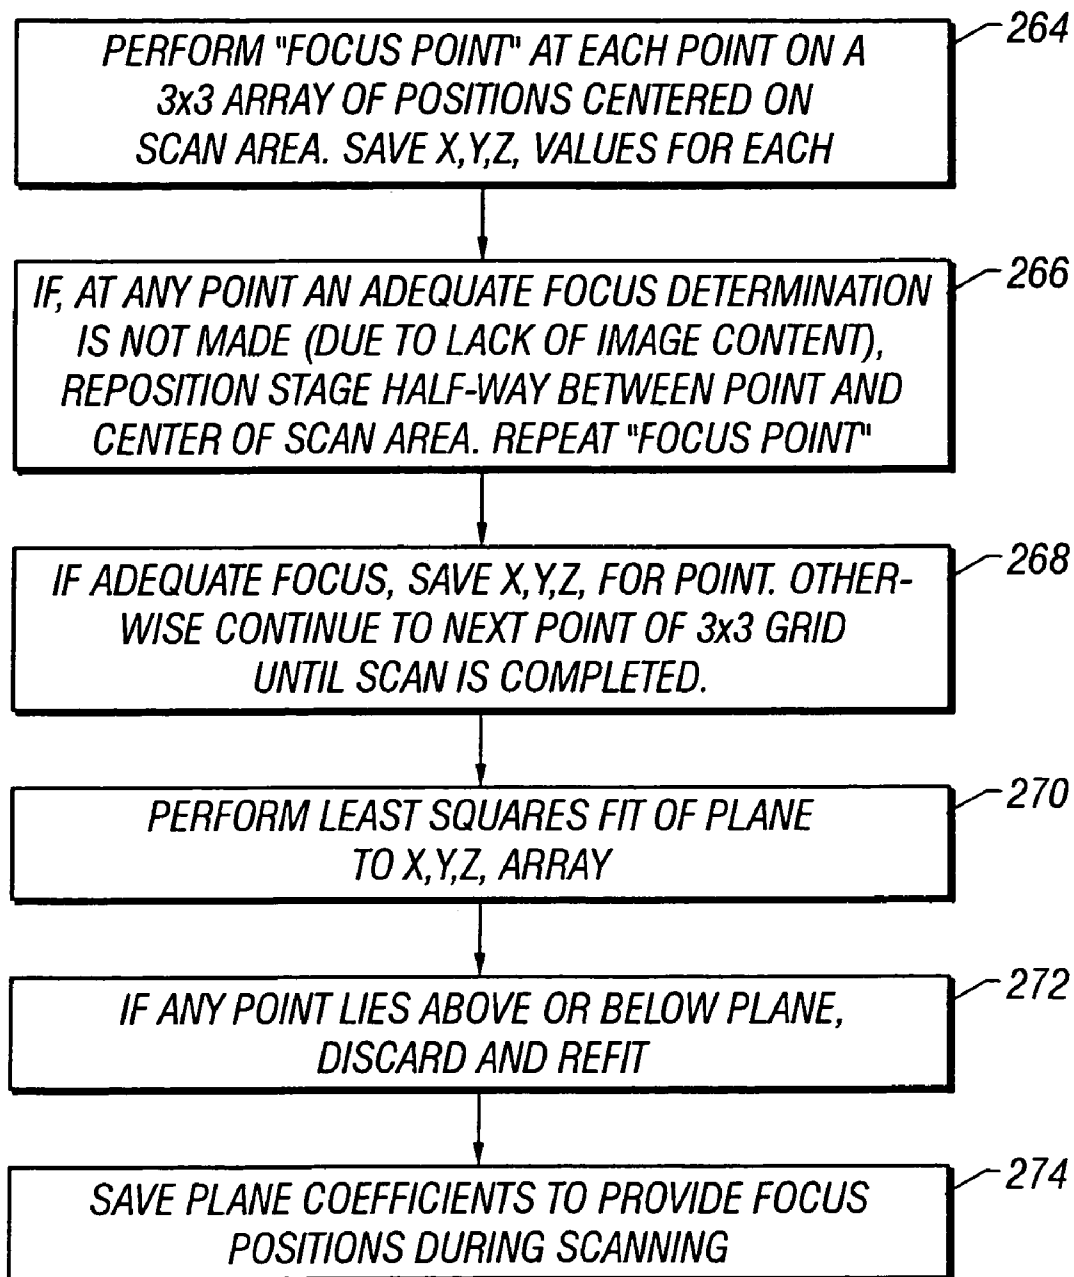 264
PERFORM "FOCUS POINT" AT EACH POINT ON A
3x3 ARRAY OF POSITIONS CENTERED ON
SCAN AREA. SAVE X,Y,Z, VALUES FOR EACH
266
IF, AT ANY POINT AN ADEQUATE FOCUS DETERMINATION
IS NOT MADE (DUE TO LACK OF IMAGE CONTENT),
REPOSITION STAGE HALF-WAY BETWEEN POINT AND
CENTER OF SCAN AREA. REPEAT "FOCUS POINT"
268
IF ADEQUATE FOCUS, SAVE X,Y,Z, FOR POINT. OTHER-
WISE CONTINUE TO NEXT POINT OF 3x3 GRID
UNTIL SCAN IS COMPLETED.
270
PERFORM LEAST SQUARES FIT OF PLANE
TO X,Y,Z, ARRAY
272
IF ANY POINT LIES ABOVE OR BELOW PLANE,
DISCARD AND REFIT
274
SAVE PLANE COEFFICIENTS TO PROVIDE FOCUS
POSITIONS DURING SCANNING